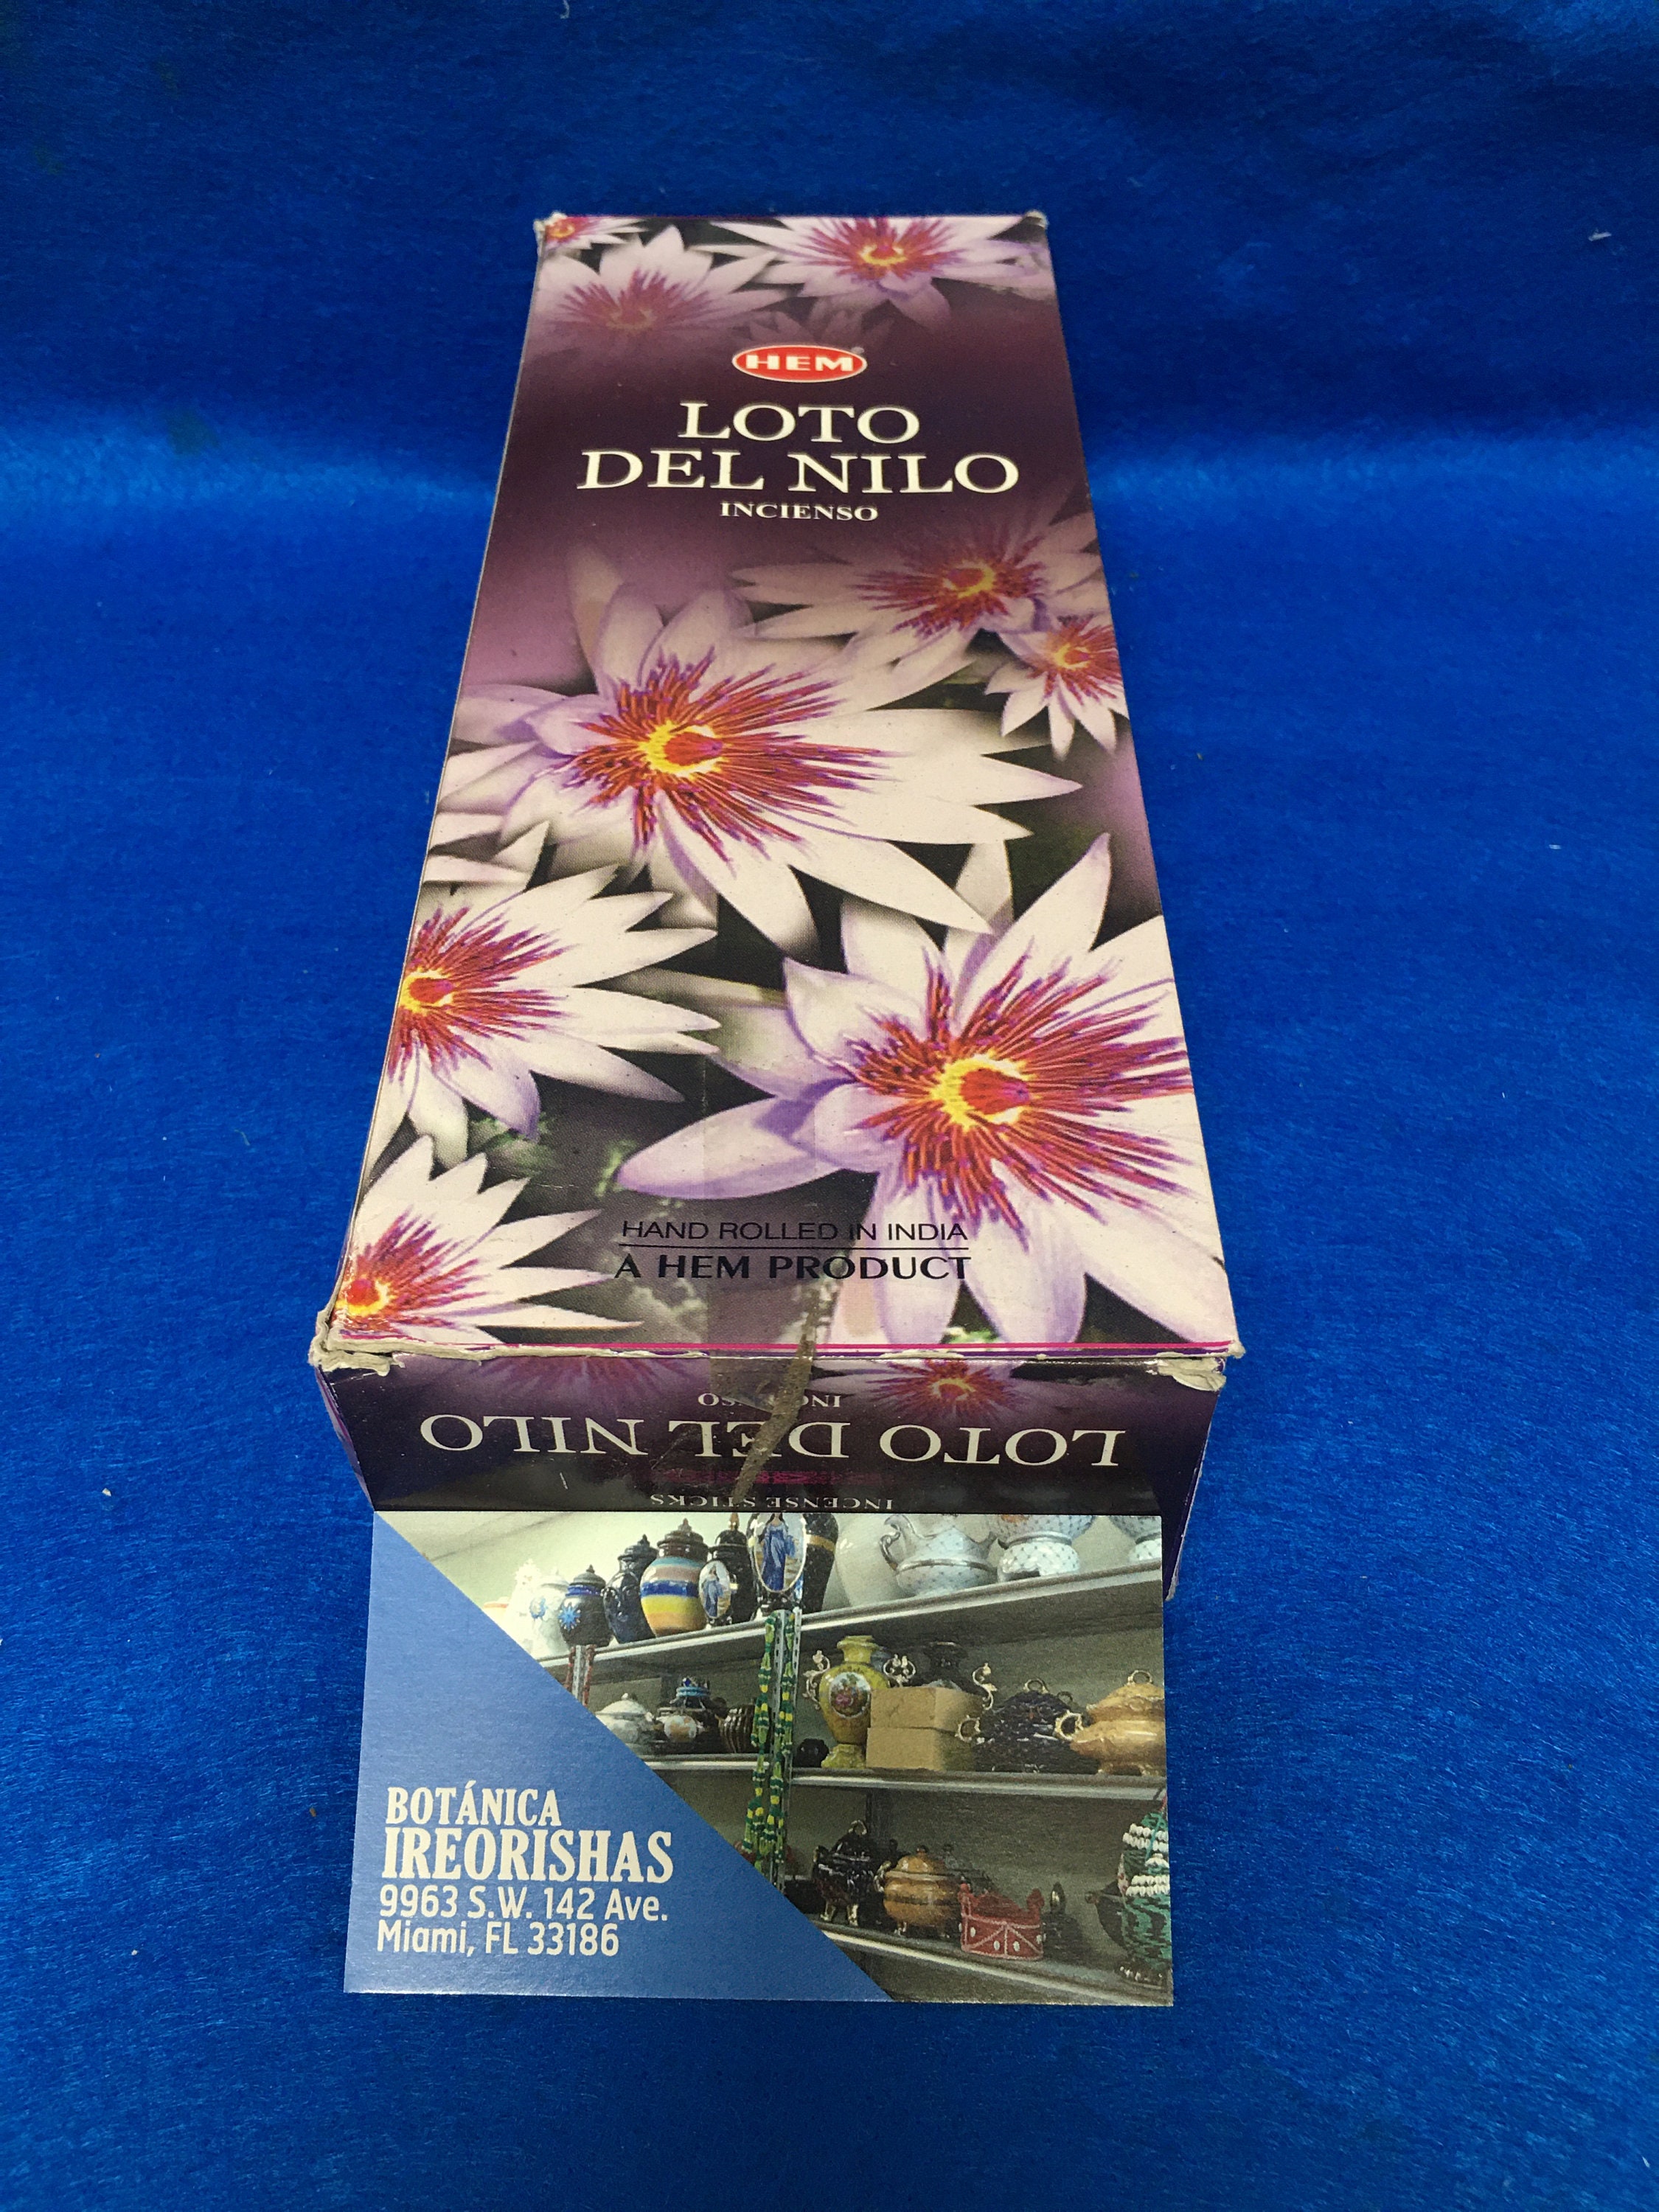 HEM
LOTO
DEL NILO
INCIENSO
HAND ROLLED IN INDIA
A HEM PRODUCT
LOTO DEL NILO
INCENSE STICKS
BOTÁNICA
IREORISHAS
9963 S.W. 142 Ave.
Miami, FL 33186